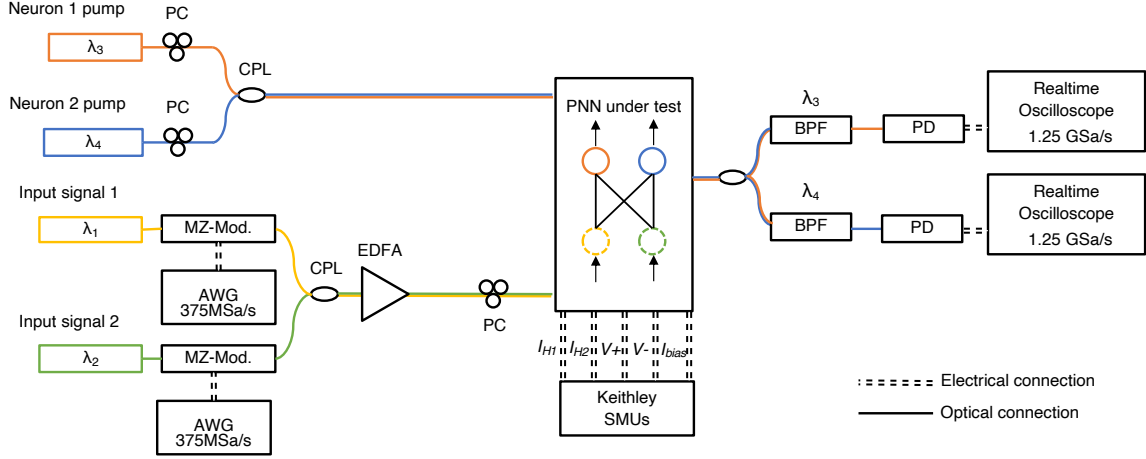 Neuron 1 pump
PC
λ3
CPL
Neuron 2 pump
PC
λ4
Input signal 1
λ1
MZ-Mod.
AWG
375MSa/s
CPL
EDFA
PC
Input signal 2
λ2
MZ-Mod.
AWG
375MSa/s
PNN under test
IH1
IH2
V+
V-
Ibias
Keithley
SMUs
λ3
BPF
PD
Realtime
Oscilloscope
1.25 GSa/s
λ4
BPF
PD
Realtime
Oscilloscope
1.25 GSa/s
Electrical connection
Optical connection